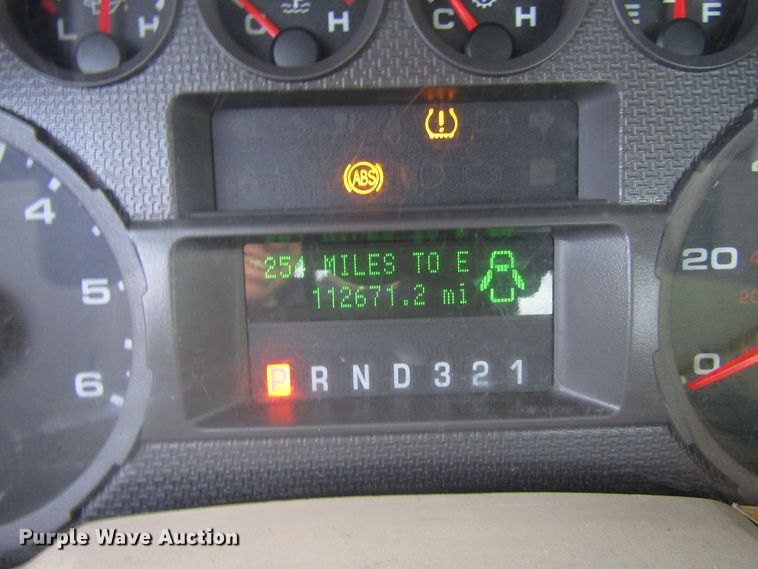 L H
C H
C H
F
ABS
254 MILES TO E
112671.2 mi
P R N D 3 2 1
4
5
6
20
0
Purple Wave Auction